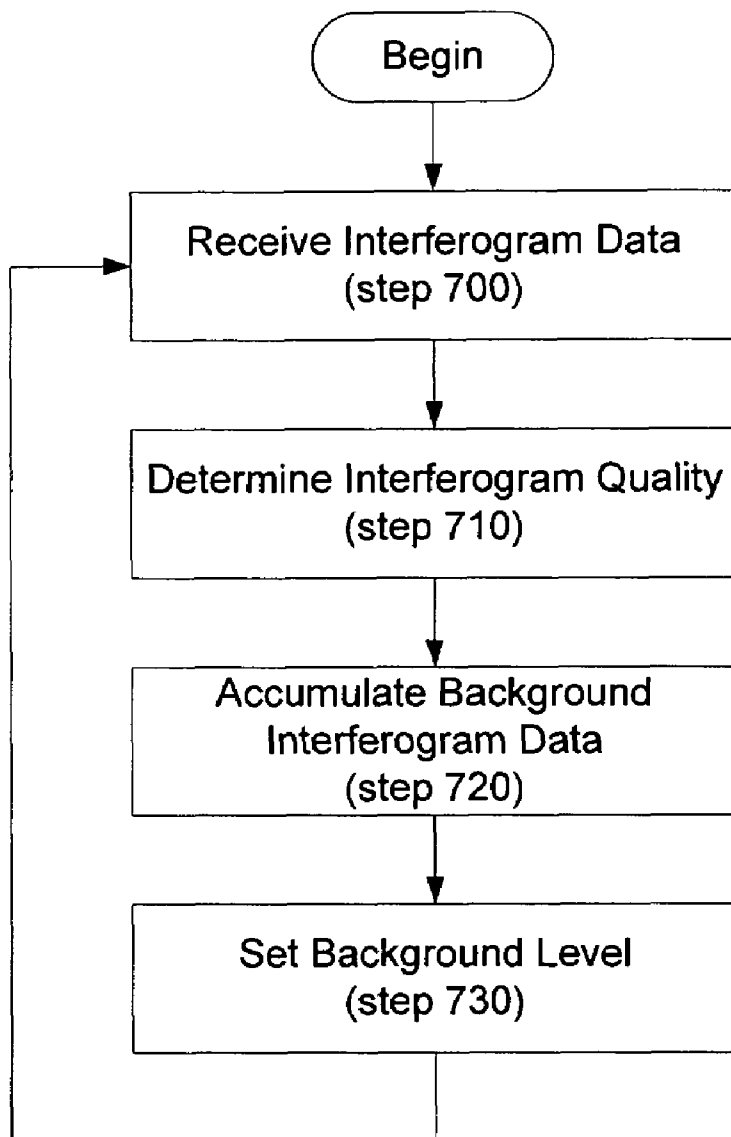 Begin
Receive Interferogram Data
(step 700)
Determine Interferogram Quality
(step 710)
Accumulate Background
Interferogram Data
(step 720)
Set Background Level
(step 730)